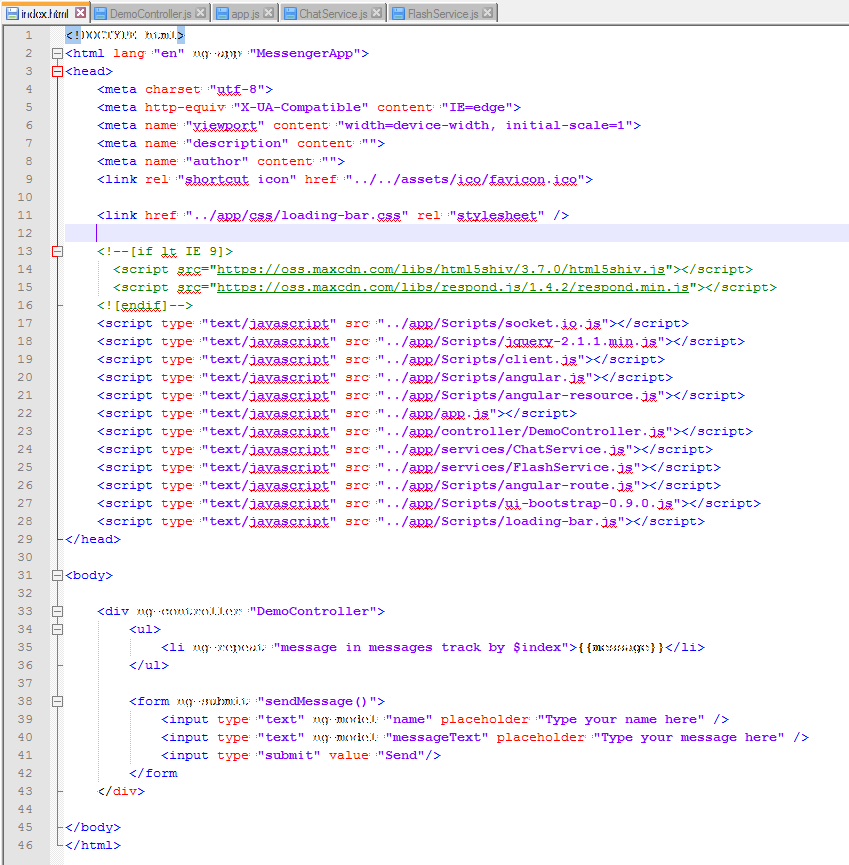 index.html DemoController.js app.js ChatService.js FlashService.js
1 <!DOCTYPE html>
2 <html lang="en" ng-app="MessengerApp">
3 <head>
4 <meta charset="utf-8">
5 <meta http-equiv="X-UA-Compatible" content="IE=edge">
6 <meta name="viewport" content="width=device-width, initial-scale=1">
7 <meta name="description" content="">
8 <meta name="author" content="">
9 <link rel="shortcut icon" href="../../assets/ico/favicon.ico">
10
11 <link href="../app/css/loading-bar.css" rel="stylesheet" />
12
13 <!--[if lt IE 9]>
14 <script src="https://oss.maxcdn.com/libs/html5shiv/3.7.0/html5shiv.js"></script>
15 <script src="https://oss.maxcdn.com/libs/respond.js/1.4.2/respond.min.js"></script>
16 <![endif]-->
17 <script type="text/javascript" src="../app/Scripts/socket.io.js"></script>
18 <script type="text/javascript" src="../app/Scripts/jquery-2.1.1.min.js"></script>
19 <script type="text/javascript" src="../app/Scripts/client.js"></script>
20 <script type="text/javascript" src="../app/Scripts/angular.js"></script>
21 <script type="text/javascript" src="../app/Scripts/angular-resource.js"></script>
22 <script type="text/javascript" src="../app/app.js"></script>
23 <script type="text/javascript" src="../app/controller/DemoController.js"></script>
24 <script type="text/javascript" src="../app/services/ChatService.js"></script>
25 <script type="text/javascript" src="../app/services/FlashService.js"></script>
26 <script type="text/javascript" src="../app/Scripts/angular-route.js"></script>
27 <script type="text/javascript" src="../app/Scripts/ui-bootstrap-0.9.0.js"></script>
28 <script type="text/javascript" src="../app/Scripts/loading-bar.js"></script>
29 </head>
30
31 <body>
32
33 <div ng-controller="DemoController">
34 <ul>
35 <li ng-repeat="message in messages track by $index">{{message}}</li>
36 </ul>
37
38 <form ng-submit="sendMessage()">
39 <input type="text" ng-model="name" placeholder="Type your name here" />
40 <input type="text" ng-model="messageText" placeholder="Type your message here" />
41 <input type="submit" value="Send"/>
42 </form
43 </div>
44
45 </body>
46 </html>